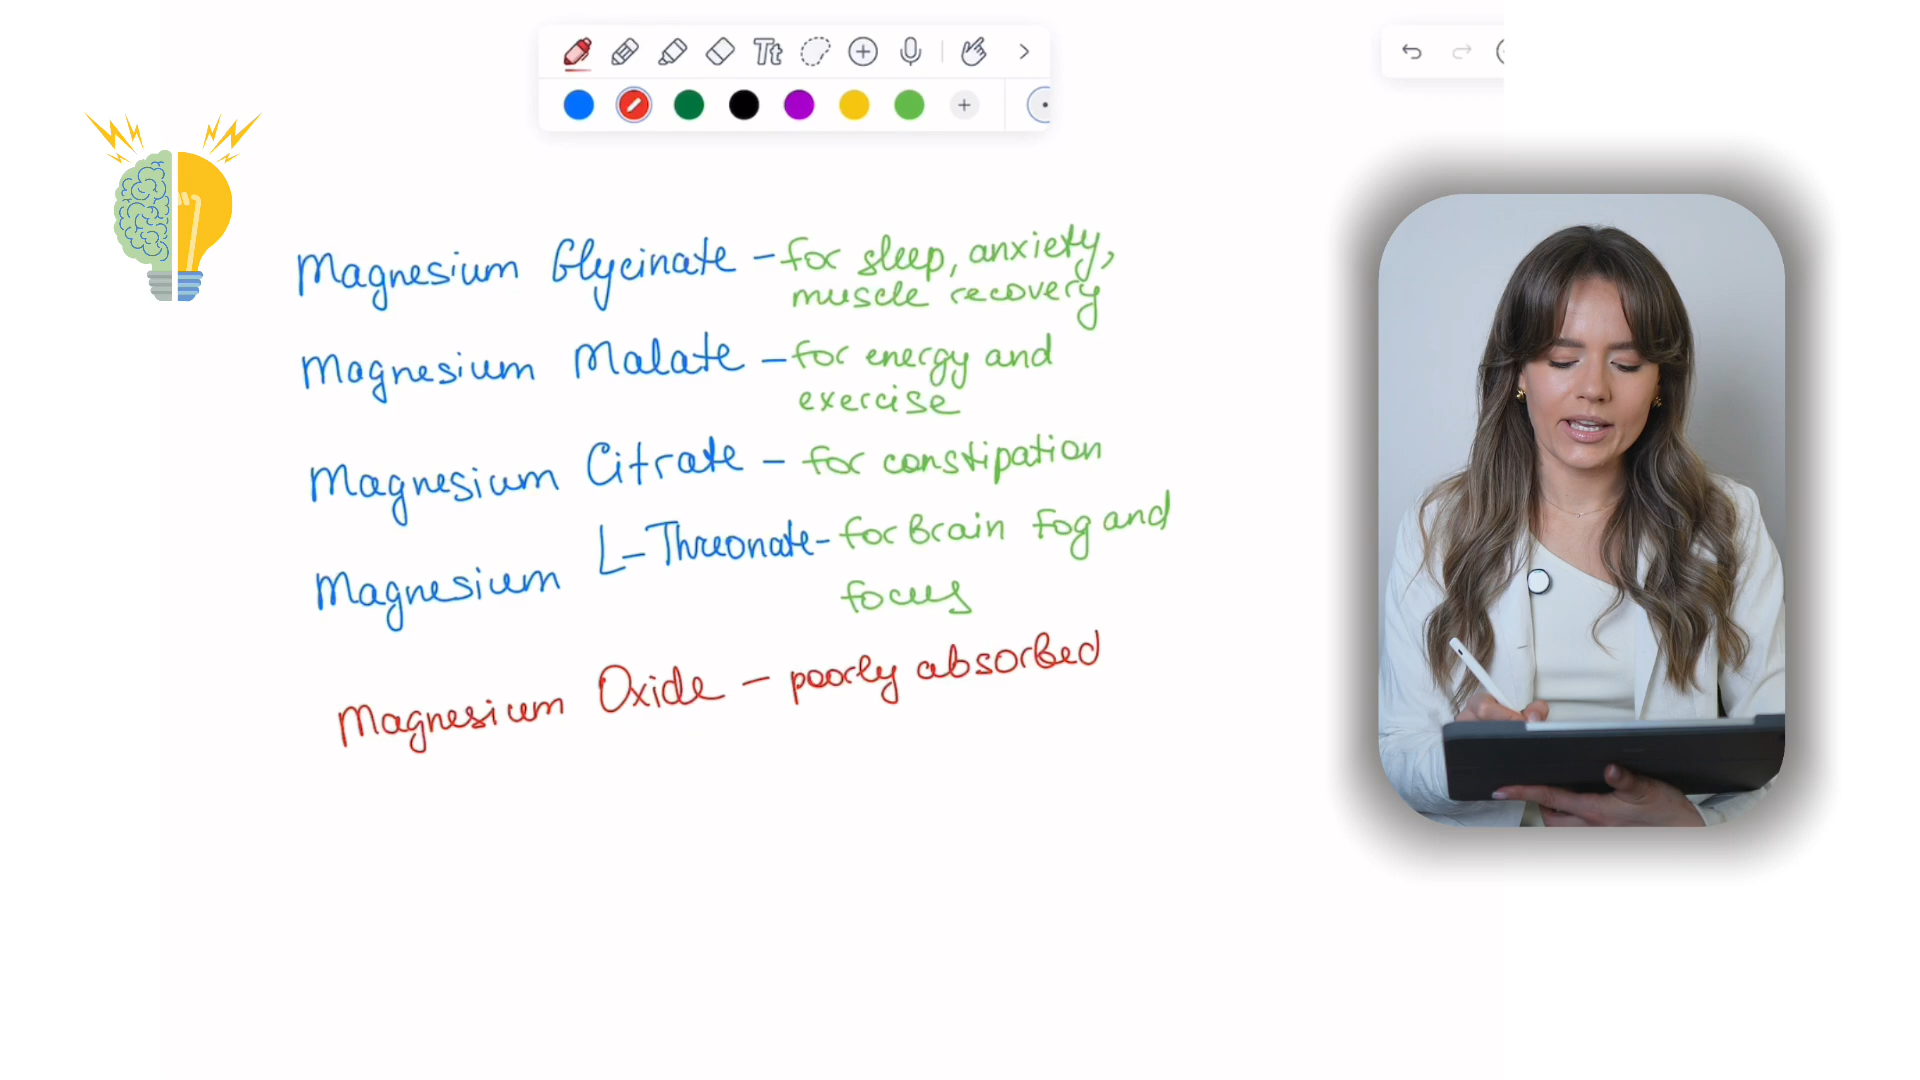 Tt
Magnesium Glycinate - for sleep, anxiety,
muscle recovery
Magnesium Malate - for energy and
exercise
Magnesium Citrate - for constipation
Magnesium L-Threonate - for Brain Fog and
focus
Magnesium Oxide - poorly absorbed